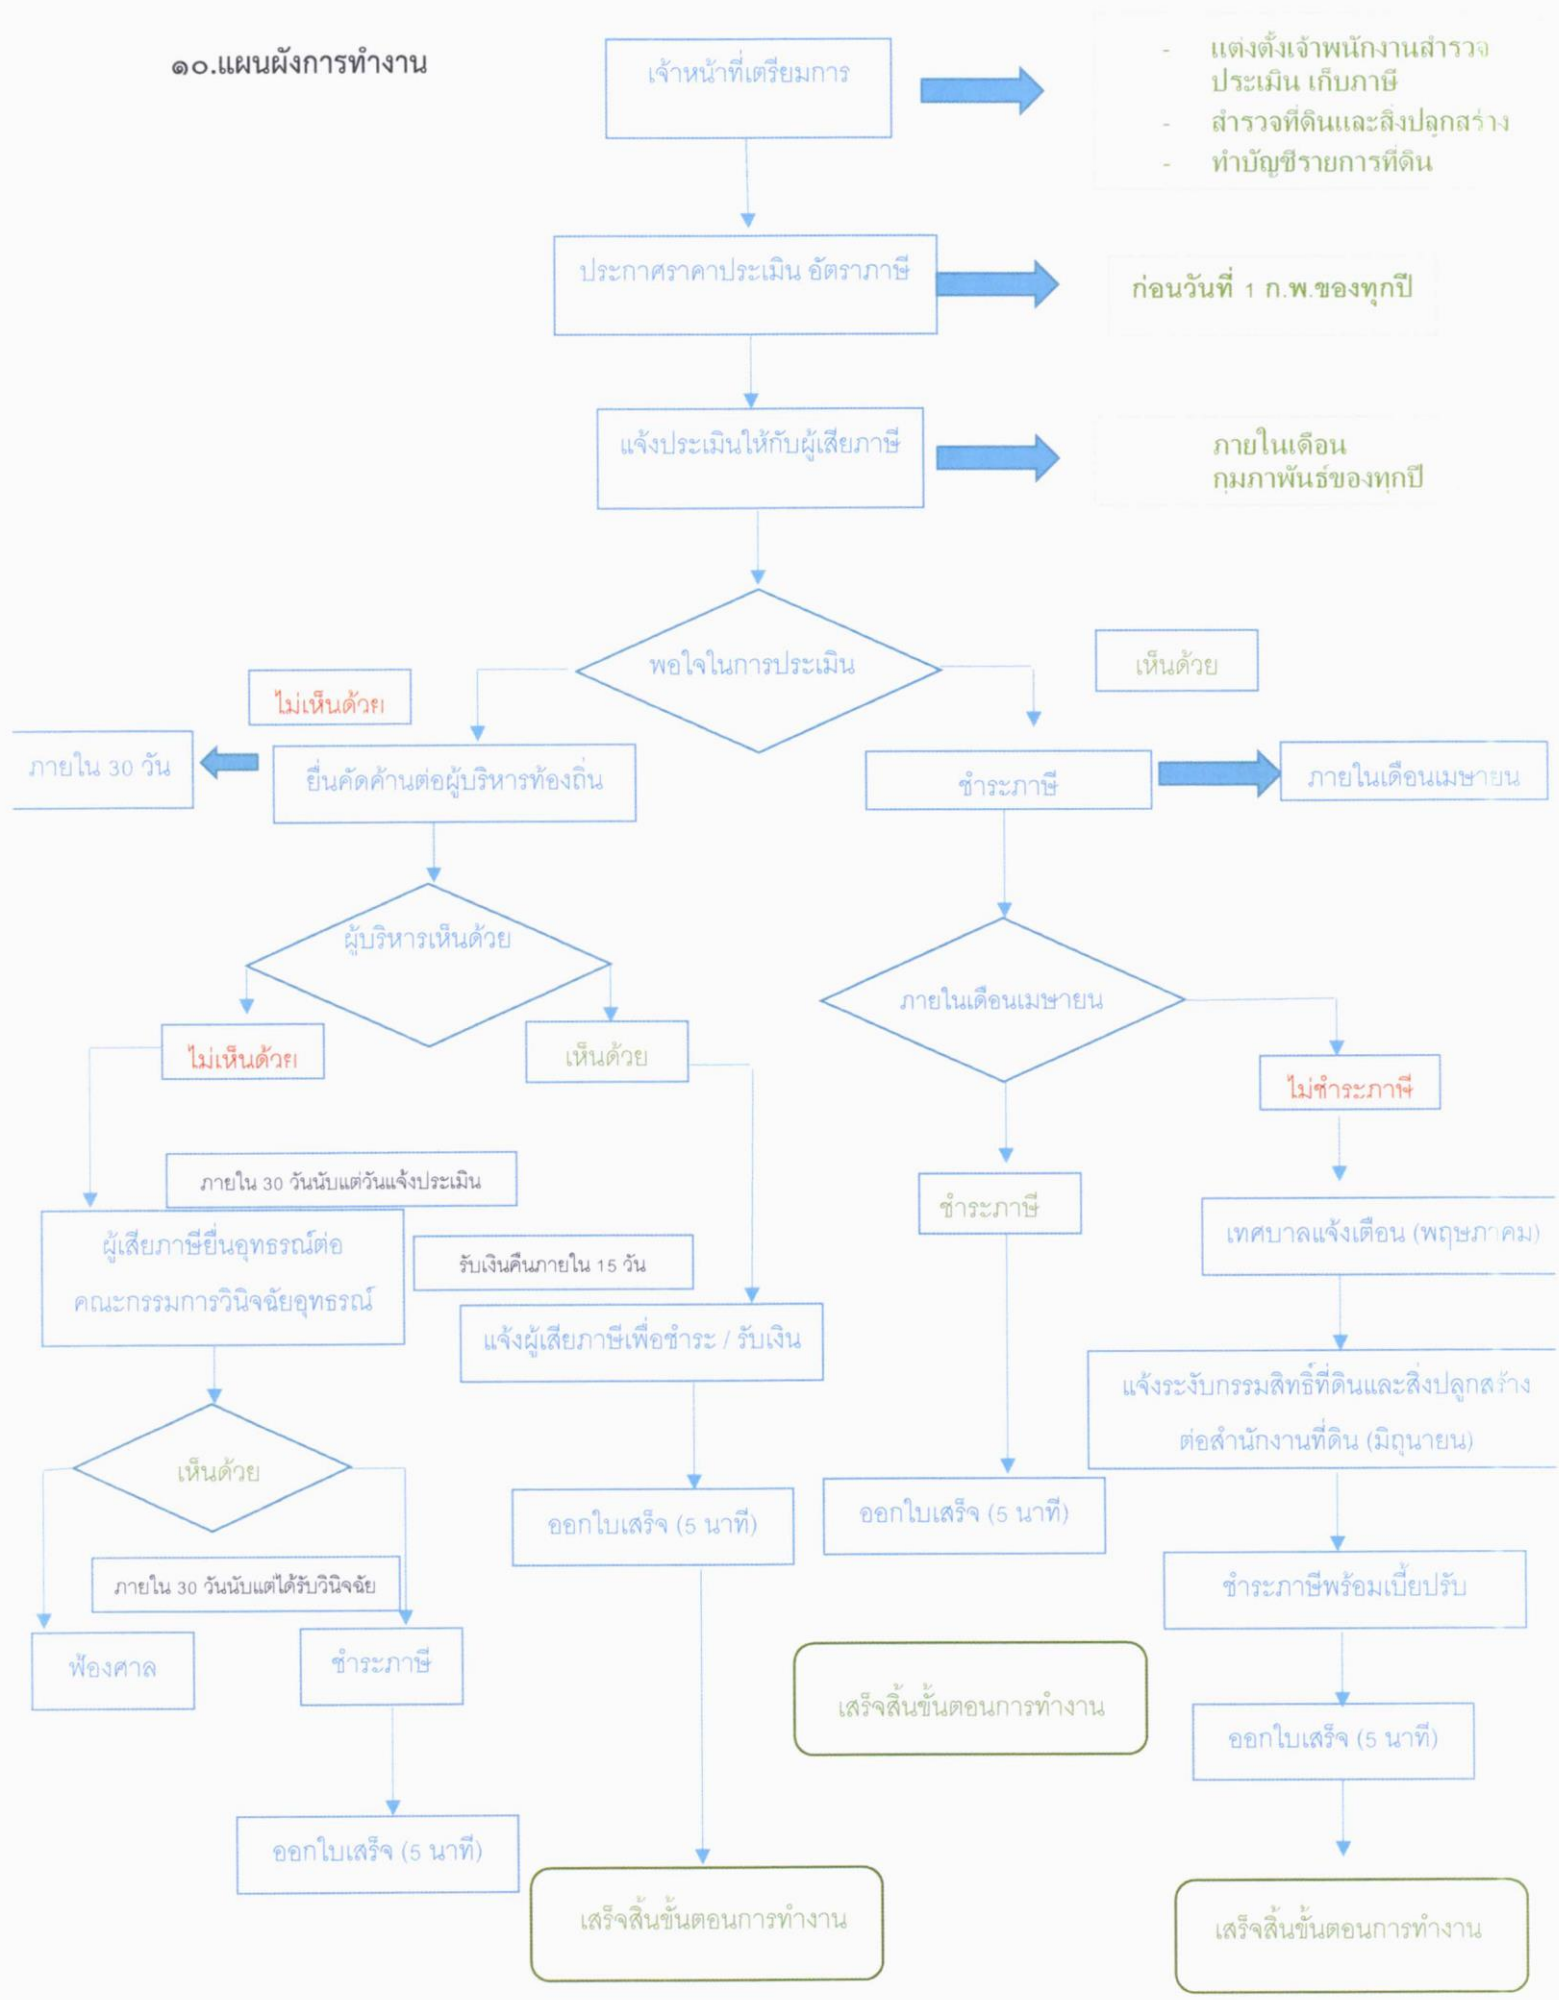 ๑๐.แผนผังการทำงาน
เจ้าหน้าที่เตรียมการ
- แต่งตั้งเจ้าพนักงานสำรวจ
ประเมิน เก็บภาษี
- สำรวจที่ดินและสิ่งปลูกสร้าง
- ทำบัญชีรายการที่ดิน
ประกาศราคาประเมิน อัตราภาษี
ก่อนวันที่ 1 ก.พ.ของทุกปี
แจ้งประเมินให้กับผู้เสียภาษี
ภายในเดือน
กุมภาพันธ์ของทุกปี
พอใจในการประเมิน
เห็นด้วย
ไม่เห็นด้วย
ภายใน 30 วัน
ยื่นคัดค้านต่อผู้บริหารท้องถิ่น
ชำระภาษี
ภายในเดือนเมษายน
ผู้บริหารเห็นด้วย
ภายในเดือนเมษายน
ไม่เห็นด้วย
เห็นด้วย
ไม่ชำระภาษี
ภายใน 30 วันนับแต่วันแจ้งประเมิน
ชำระภาษี
เทศบาลแจ้งเตือน (พฤษภาคม)
ผู้เสียภาษียื่นอุทธรณ์ต่อ
คณะกรรมการวินิจฉัยอุทธรณ์
รับเงินคืนภายใน 15 วัน
แจ้งผู้เสียภาษีเพื่อชำระ / รับเงิน
แจ้งระงับกรรมสิทธิ์ที่ดินและสิ่งปลูกสร้าง
ต่อสำนักงานที่ดิน (มิถุนายน)
เห็นด้วย
ออกใบเสร็จ (5 นาที)
ออกใบเสร็จ (5 นาที)
ภายใน 30 วันนับแต่ได้รับวินิจฉัย
ชำระภาษีพร้อมเบี้ยปรับ
ฟ้องศาล
ชำระภาษี
เสร็จสิ้นขั้นตอนการทำงาน
ออกใบเสร็จ (5 นาที)
ออกใบเสร็จ (5 นาที)
เสร็จสิ้นขั้นตอนการทำงาน
เสร็จสิ้นขั้นตอนการทำงาน